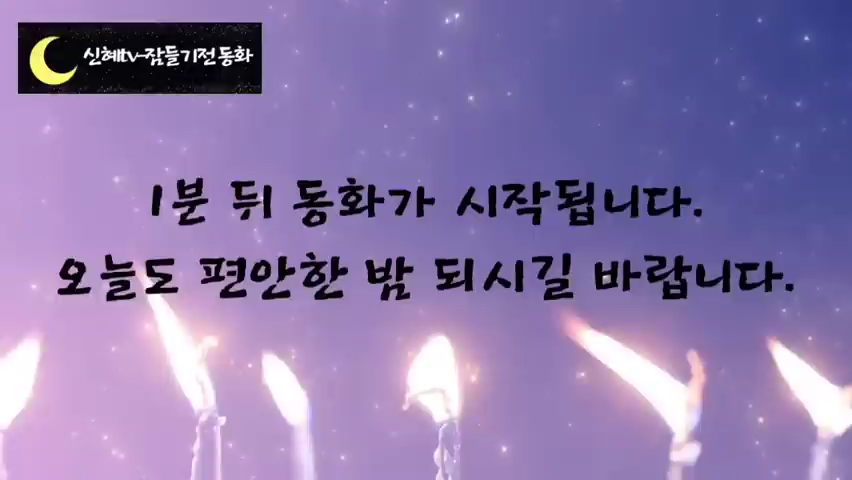 신혜tv-잠들기전동화
1분 뒤 동화가 시작됩니다.
오늘도 편안한 밤 되시길 바랍니다.